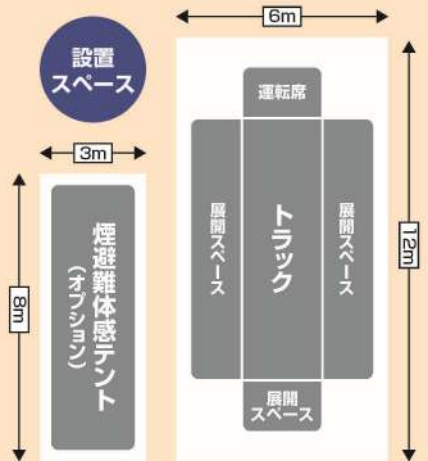 設置
スペース
6m
3m
8m
12m
煙避難体感テント
（オプション）
運転席
展開スペース
トラック
展開スペース
展開
スペース